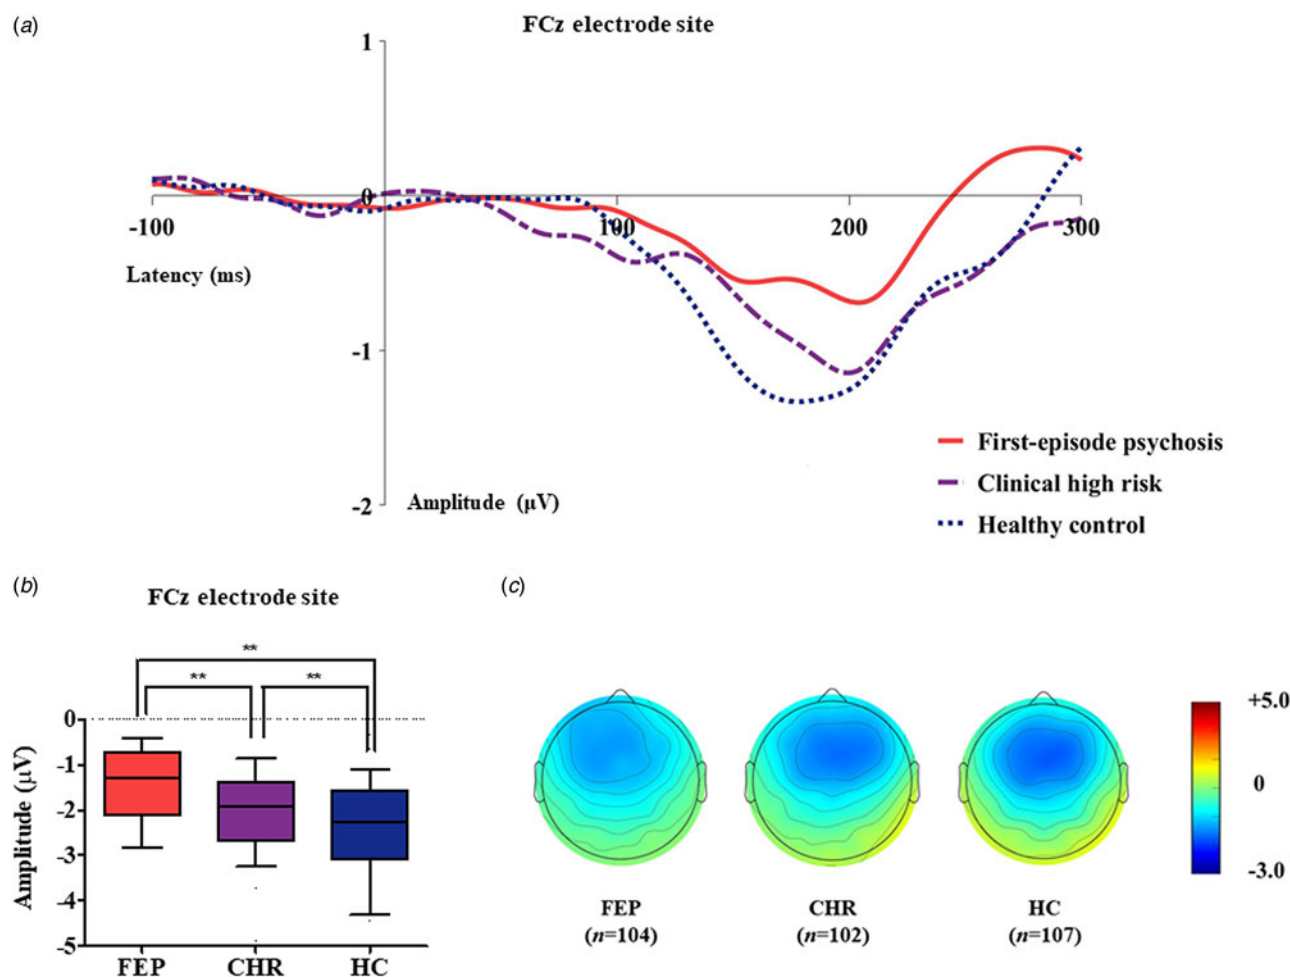 (a)
FCz electrode site
1
0
-100
100
200
300
Latency (ms)
-1
-2
Amplitude (μV)
First-episode psychosis
Clinical high risk
Healthy control
(b)
FCz electrode site
**
**
**
0
-1
-2
-3
-4
-5
Amplitude (μV)
FEP
CHR
HC
(c)
+5.0
0
-3.0
FEP
(n=104)
CHR
(n=102)
HC
(n=107)